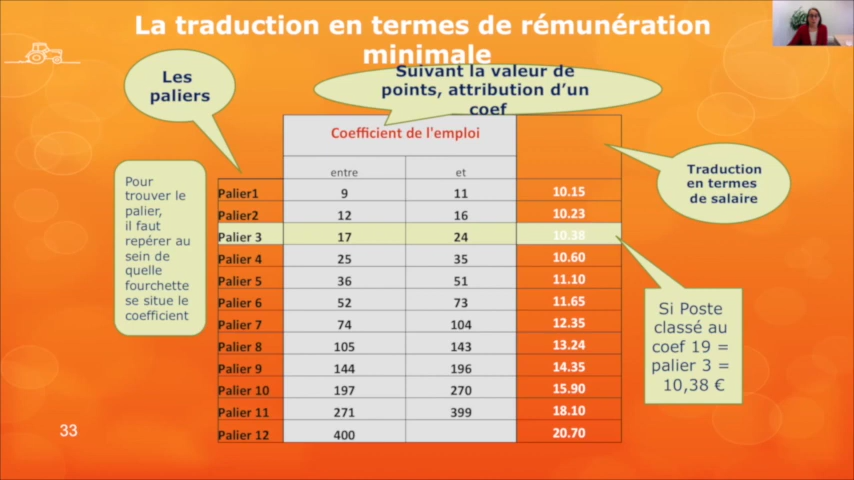 La traduction en termes de rémunération
minimale
Les
paliers
Suivant la valeur de
points, attribution d'un
coef
Coefficient de l'emploi
entre et
Palier1 9 11 10.15
Palier2 12 16 10.23
Palier 3 17 24 10.38
Palier 4 25 35 10.60
Palier 5 36 51 11.10
Palier 6 52 73 11.65
Palier 7 74 104 12.35
Palier 8 105 143 13.24
Palier 9 144 196 14.35
Palier 10 197 270 15.90
Palier 11 271 399 18.10
Palier 12 400 20.70
Pour
trouver le
palier,
il faut
repérer au
sein de
quelle
fourchette
se situe le
coefficient
Traduction
en termes
de salaire
Si Poste
classé au
coef 19 =
palier 3 =
10,38 €
33